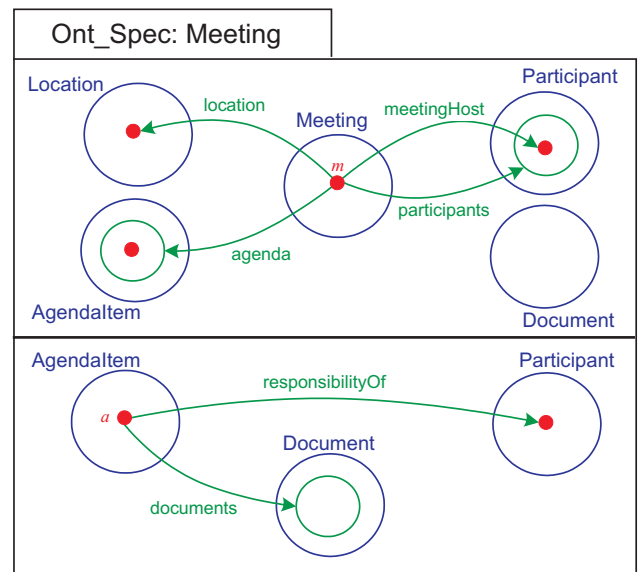 Ont_Spec: Meeting
Location
location
Meeting
meetingHost
Participant
m
participants
agenda
AgendaItem
Document
AgendaItem
responsibilityOf
Participant
a
Document
documents